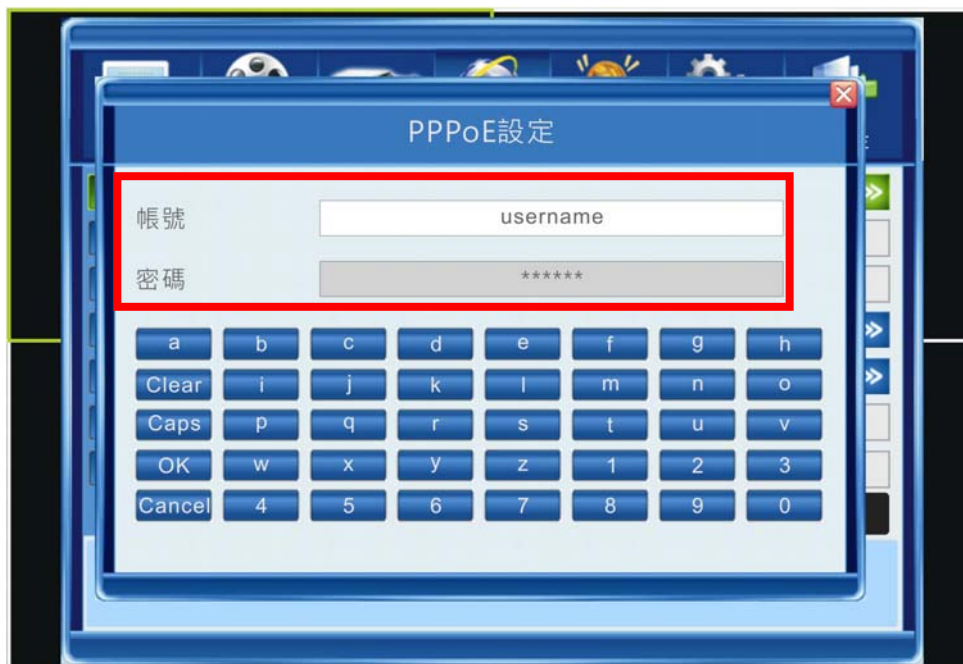 PPPoE設定
帳號 username
密碼 ******
a b c d e f g h
Clear i j k l m n o
Caps p q r s t u v
OK w x y z 1 2 3
Cancel 4 5 6 7 8 9 0